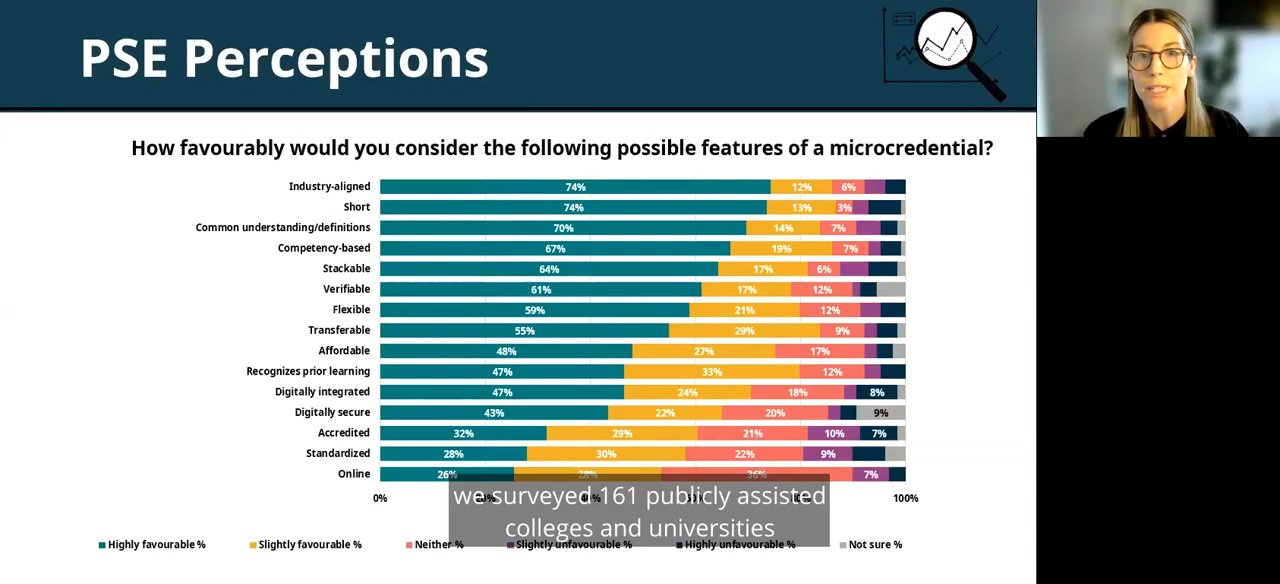 PSE Perceptions
How favourably would you consider the following possible features of a microcredential?
Industry-aligned 74% 12% 6%
Short 74% 13% 3%
Common understanding/definitions 70% 14% 7%
Competency-based 67% 19% 7%
Stackable 64% 17% 6%
Verifiable 61% 17% 12%
Flexible 59% 21% 12%
Transferable 55% 29% 9%
Affordable 48% 27% 17%
Recognizes prior learning 47% 33% 12%
Digitally integrated 47% 24% 18% 8%
Digitally secure 43% 22% 20% 9%
Accredited 32% 29% 21% 10% 7%
Standardized 28% 30% 22% 9%
Online 26% 28% 36% 7%
0% 100%
we surveyed 161 publicly assisted
colleges and universities
Highly favourable % Slightly favourable % Neither % Slightly unfavourable % Highly unfavourable % Not sure %